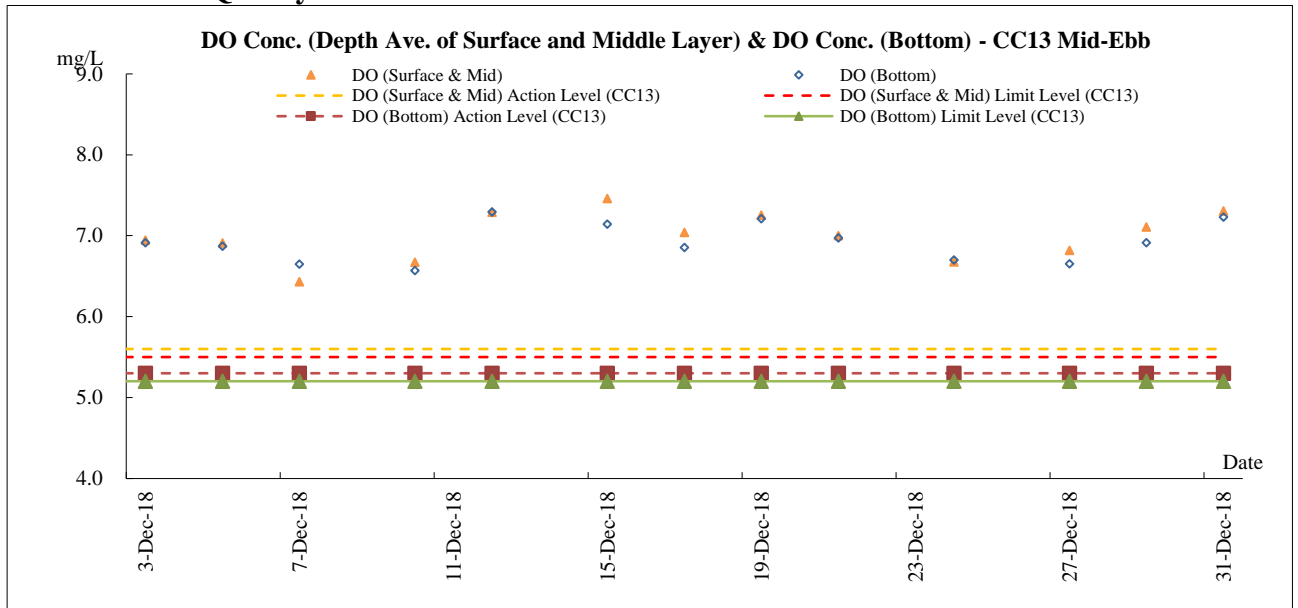 DO Conc. (Depth Ave. of Surface and Middle Layer) & DO Conc. (Bottom) - CC13 Mid-Ebb
mg/L
DO (Surface & Mid)
DO (Bottom)
DO (Surface & Mid) Action Level (CC13)
DO (Surface & Mid) Limit Level (CC13)
DO (Bottom) Action Level (CC13)
DO (Bottom) Limit Level (CC13)
9.0
8.0
7.0
6.0
5.0
4.0
Date
3-Dec-18
7-Dec-18
11-Dec-18
15-Dec-18
19-Dec-18
23-Dec-18
27-Dec-18
31-Dec-18